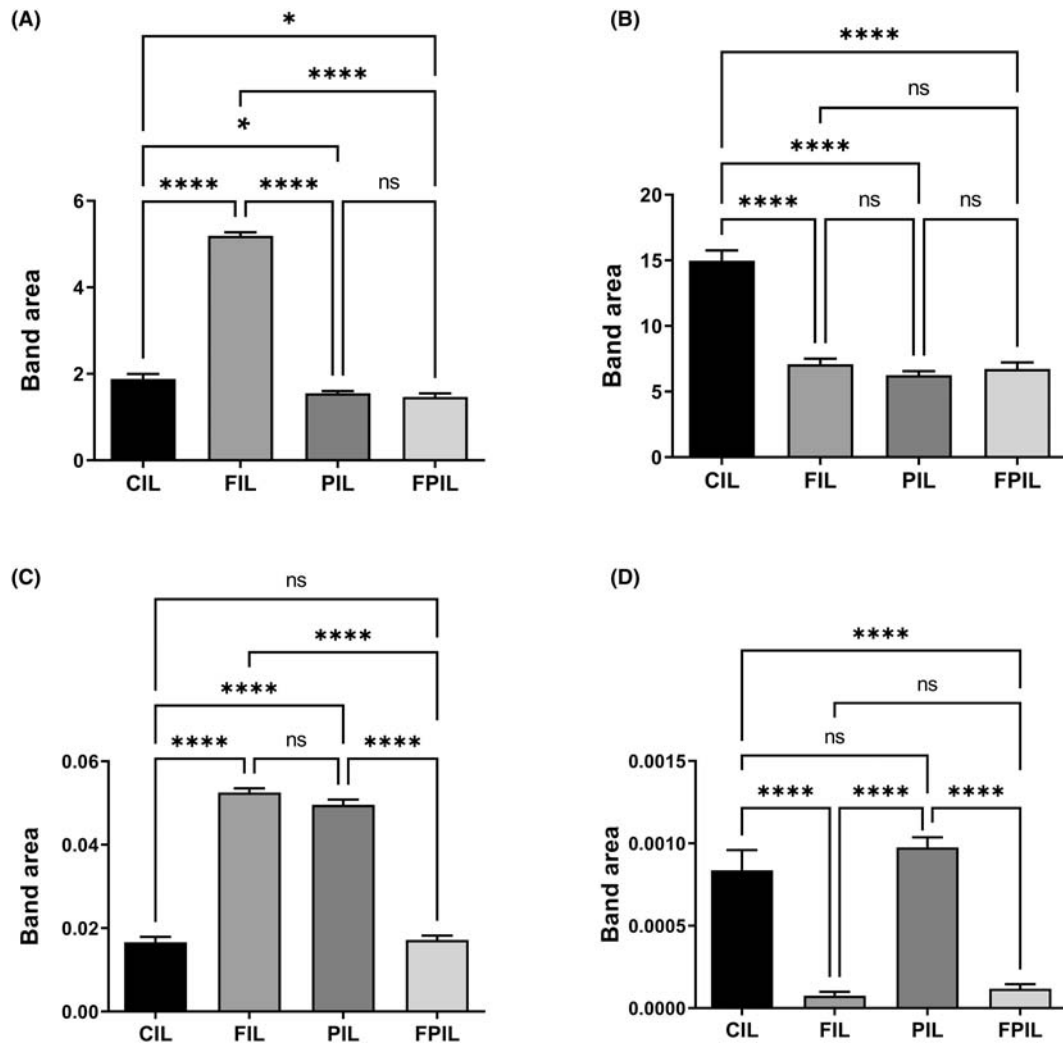 (A)
*
****
*
**** **** ns
6
4
2
0
Band area
CIL FIL PIL FPIL
(B)
****
ns
****
**** ns ns
20
15
10
5
0
Band area
CIL FIL PIL FPIL
(C)
ns
****
****
**** ns ****
0.06
0.04
0.02
0.00
Band area
CIL FIL PIL FPIL
(D)
****
ns
ns
**** **** ****
0.0015
0.0010
0.0005
0.0000
Band area
CIL FIL PIL FPIL